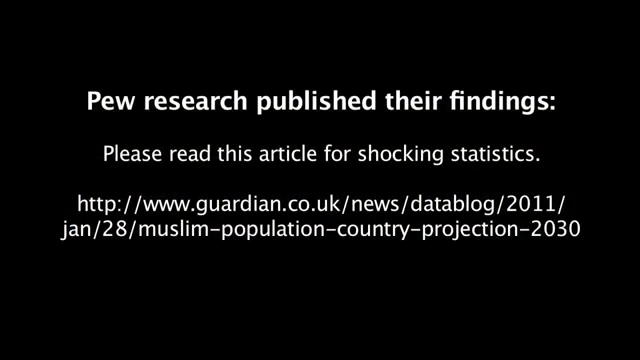 Pew research published their findings:
Please read this article for shocking statistics.
http://www.guardian.co.uk/news/datablog/2011/
jan/28/muslim-population-country-projection-2030